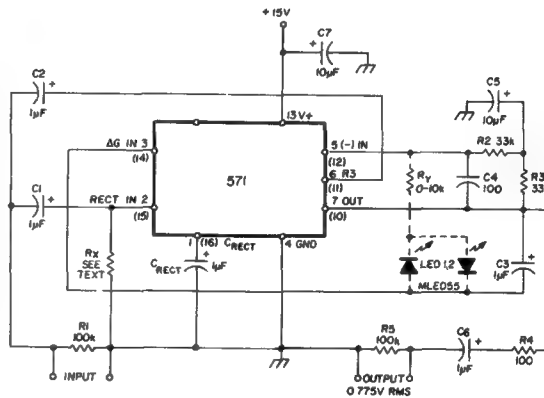 +15V
C7
+
10µF
C2
+
1µF
13 V+
C5
+
10µF
ΔG IN 3
(14)
5 (-) IN
(12)
R2 33k
571
6 R3
(11)
C1
+
1µF
RECT IN 2
(15)
7 OUT
(10)
RY
0-10k
C4
100
R3
33
1 (16) CRECT
4 GND
RX
SEE
TEXT
CRECT
+
1µF
LED 1,2
MLED55
C3
1µF
+
R1
100k
R5
100k
C6
+
1µF
R4
100
INPUT
OUTPUT
0.775V RMS